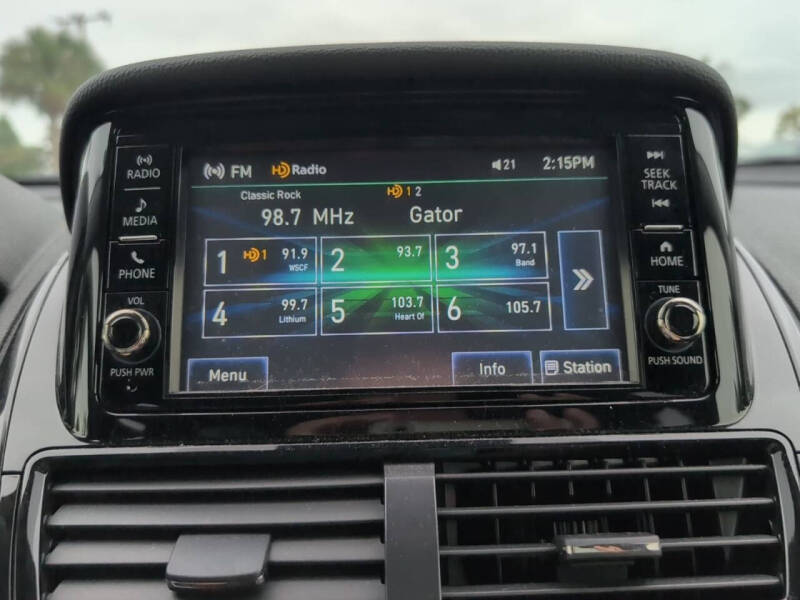 RADIO
MEDIA
PHONE
VOL
PUSH PWR
FM HD Radio 21 2:15PM
Classic Rock HD 1 2
98.7 MHz Gator
1 HD 1 91.9 WSCF
2 93.7
3 97.1 Band
4 99.7 Lithium
5 103.7 Heart Of
6 105.7
Menu Info Station
SEEK
TRACK
HOME
TUNE
PUSH SOUND